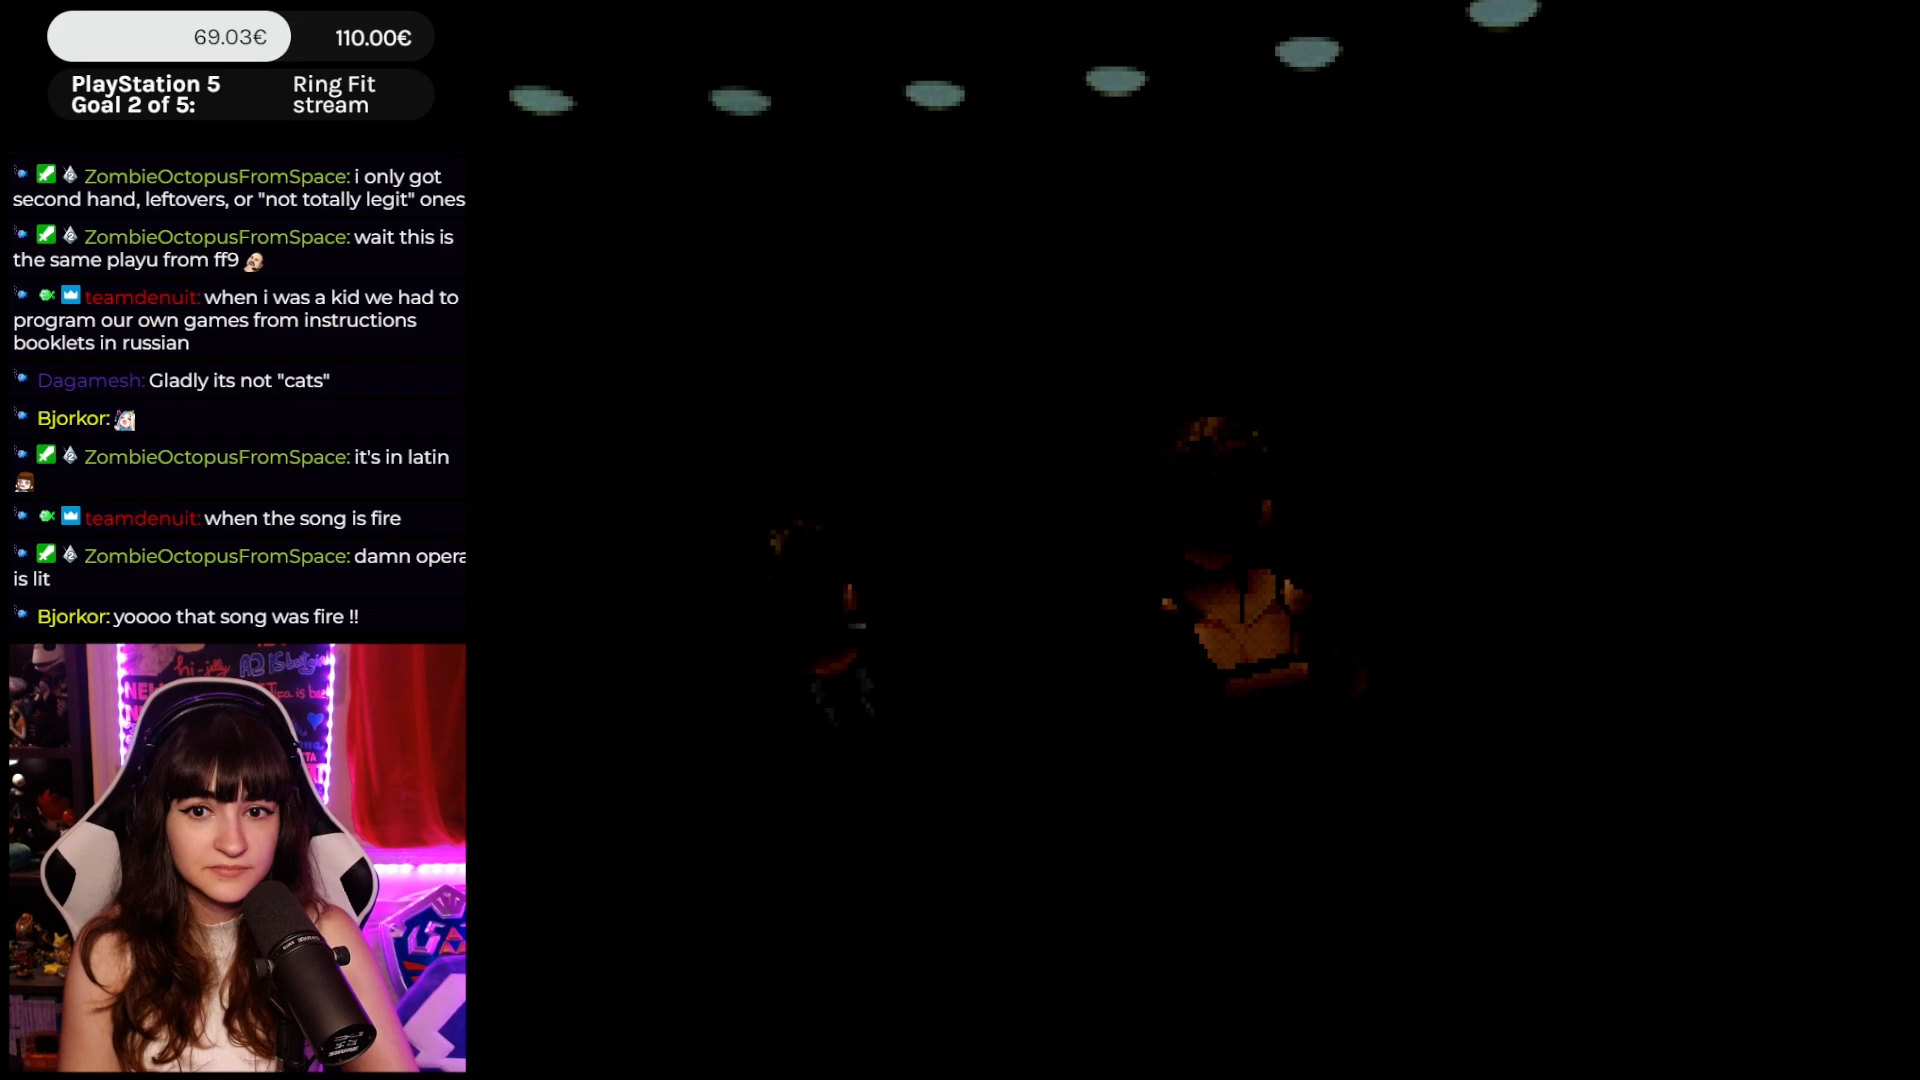 69.03€ 110.00€
PlayStation 5 Ring Fit
Goal 2 of 5: stream
ZombieOctopusFromSpace: i only got
second hand, leftovers, or "not totally legit" ones
ZombieOctopusFromSpace: wait this is
the same playu from ff9
teamdenuit: when i was a kid we had to
program our own games from instructions
booklets in russian
Dagamesh: Gladly its not "cats"
Bjorkor:
ZombieOctopusFromSpace: it's in latin
teamdenuit: when the song is fire
ZombieOctopusFromSpace: damn opera
is lit
Bjorkor: yoooo that song was fire !!
hi-jelly